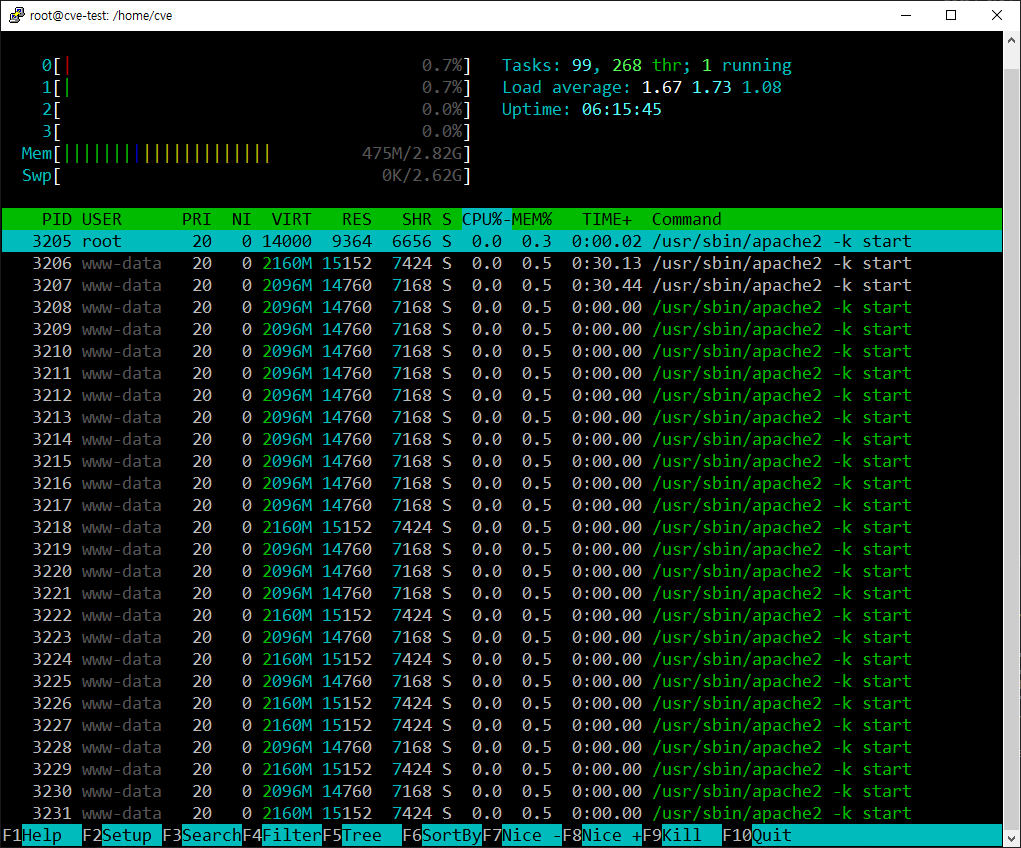 root@cve-test: /home/cve
0[| 0.7%] Tasks: 99, 268 thr; 1 running
1[| 0.7%] Load average: 1.67 1.73 1.08
2[ 0.0%] Uptime: 06:15:45
3[ 0.0%]
Mem[||||||||||||||||||||| 475M/2.82G]
Swp[ 0K/2.62G]
PID USER PRI NI VIRT RES SHR S CPU%-MEM% TIME+ Command
3205 root 20 0 14000 9364 6656 S 0.0 0.3 0:00.02 /usr/sbin/apache2 -k start
3206 www-data 20 0 2160M 15152 7424 S 0.0 0.5 0:30.13 /usr/sbin/apache2 -k start
3207 www-data 20 0 2096M 14760 7168 S 0.0 0.5 0:30.44 /usr/sbin/apache2 -k start
3208 www-data 20 0 2096M 14760 7168 S 0.0 0.5 0:00.00 /usr/sbin/apache2 -k start
3209 www-data 20 0 2096M 14760 7168 S 0.0 0.5 0:00.00 /usr/sbin/apache2 -k start
3210 www-data 20 0 2096M 14760 7168 S 0.0 0.5 0:00.00 /usr/sbin/apache2 -k start
3211 www-data 20 0 2096M 14760 7168 S 0.0 0.5 0:00.00 /usr/sbin/apache2 -k start
3212 www-data 20 0 2096M 14760 7168 S 0.0 0.5 0:00.00 /usr/sbin/apache2 -k start
3213 www-data 20 0 2096M 14760 7168 S 0.0 0.5 0:00.00 /usr/sbin/apache2 -k start
3214 www-data 20 0 2096M 14760 7168 S 0.0 0.5 0:00.00 /usr/sbin/apache2 -k start
3215 www-data 20 0 2096M 14760 7168 S 0.0 0.5 0:00.00 /usr/sbin/apache2 -k start
3216 www-data 20 0 2096M 14760 7168 S 0.0 0.5 0:00.00 /usr/sbin/apache2 -k start
3217 www-data 20 0 2096M 14760 7168 S 0.0 0.5 0:00.00 /usr/sbin/apache2 -k start
3218 www-data 20 0 2160M 15152 7424 S 0.0 0.5 0:00.00 /usr/sbin/apache2 -k start
3219 www-data 20 0 2096M 14760 7168 S 0.0 0.5 0:00.00 /usr/sbin/apache2 -k start
3220 www-data 20 0 2096M 14760 7168 S 0.0 0.5 0:00.00 /usr/sbin/apache2 -k start
3221 www-data 20 0 2096M 14760 7168 S 0.0 0.5 0:00.00 /usr/sbin/apache2 -k start
3222 www-data 20 0 2160M 15152 7424 S 0.0 0.5 0:00.00 /usr/sbin/apache2 -k start
3223 www-data 20 0 2096M 14760 7168 S 0.0 0.5 0:00.00 /usr/sbin/apache2 -k start
3224 www-data 20 0 2160M 15152 7424 S 0.0 0.5 0:00.00 /usr/sbin/apache2 -k start
3225 www-data 20 0 2096M 14760 7168 S 0.0 0.5 0:00.00 /usr/sbin/apache2 -k start
3226 www-data 20 0 2160M 15152 7424 S 0.0 0.5 0:00.00 /usr/sbin/apache2 -k start
3227 www-data 20 0 2160M 15152 7424 S 0.0 0.5 0:00.00 /usr/sbin/apache2 -k start
3228 www-data 20 0 2096M 14760 7168 S 0.0 0.5 0:00.00 /usr/sbin/apache2 -k start
3229 www-data 20 0 2160M 15152 7424 S 0.0 0.5 0:00.00 /usr/sbin/apache2 -k start
3230 www-data 20 0 2096M 14760 7168 S 0.0 0.5 0:00.00 /usr/sbin/apache2 -k start
3231 www-data 20 0 2160M 15152 7424 S 0.0 0.5 0:00.00 /usr/sbin/apache2 -k start
F1Help F2Setup F3SearchF4FilterF5Tree F6SortByF7Nice -F8Nice +F9Kill F10Quit